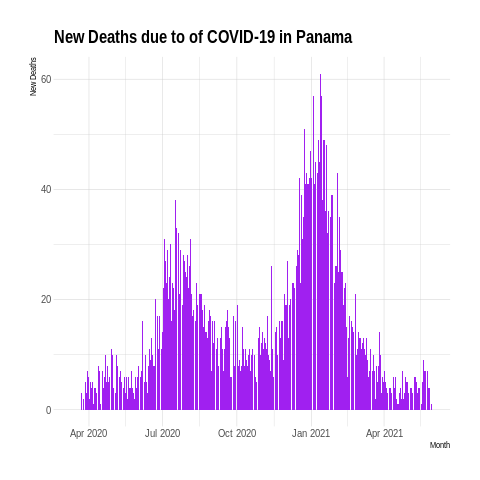 New Deaths due to of COVID-19 in Panama
New Deaths
60
40
20
0
Apr 2020 Jul 2020 Oct 2020 Jan 2021 Apr 2021
Month